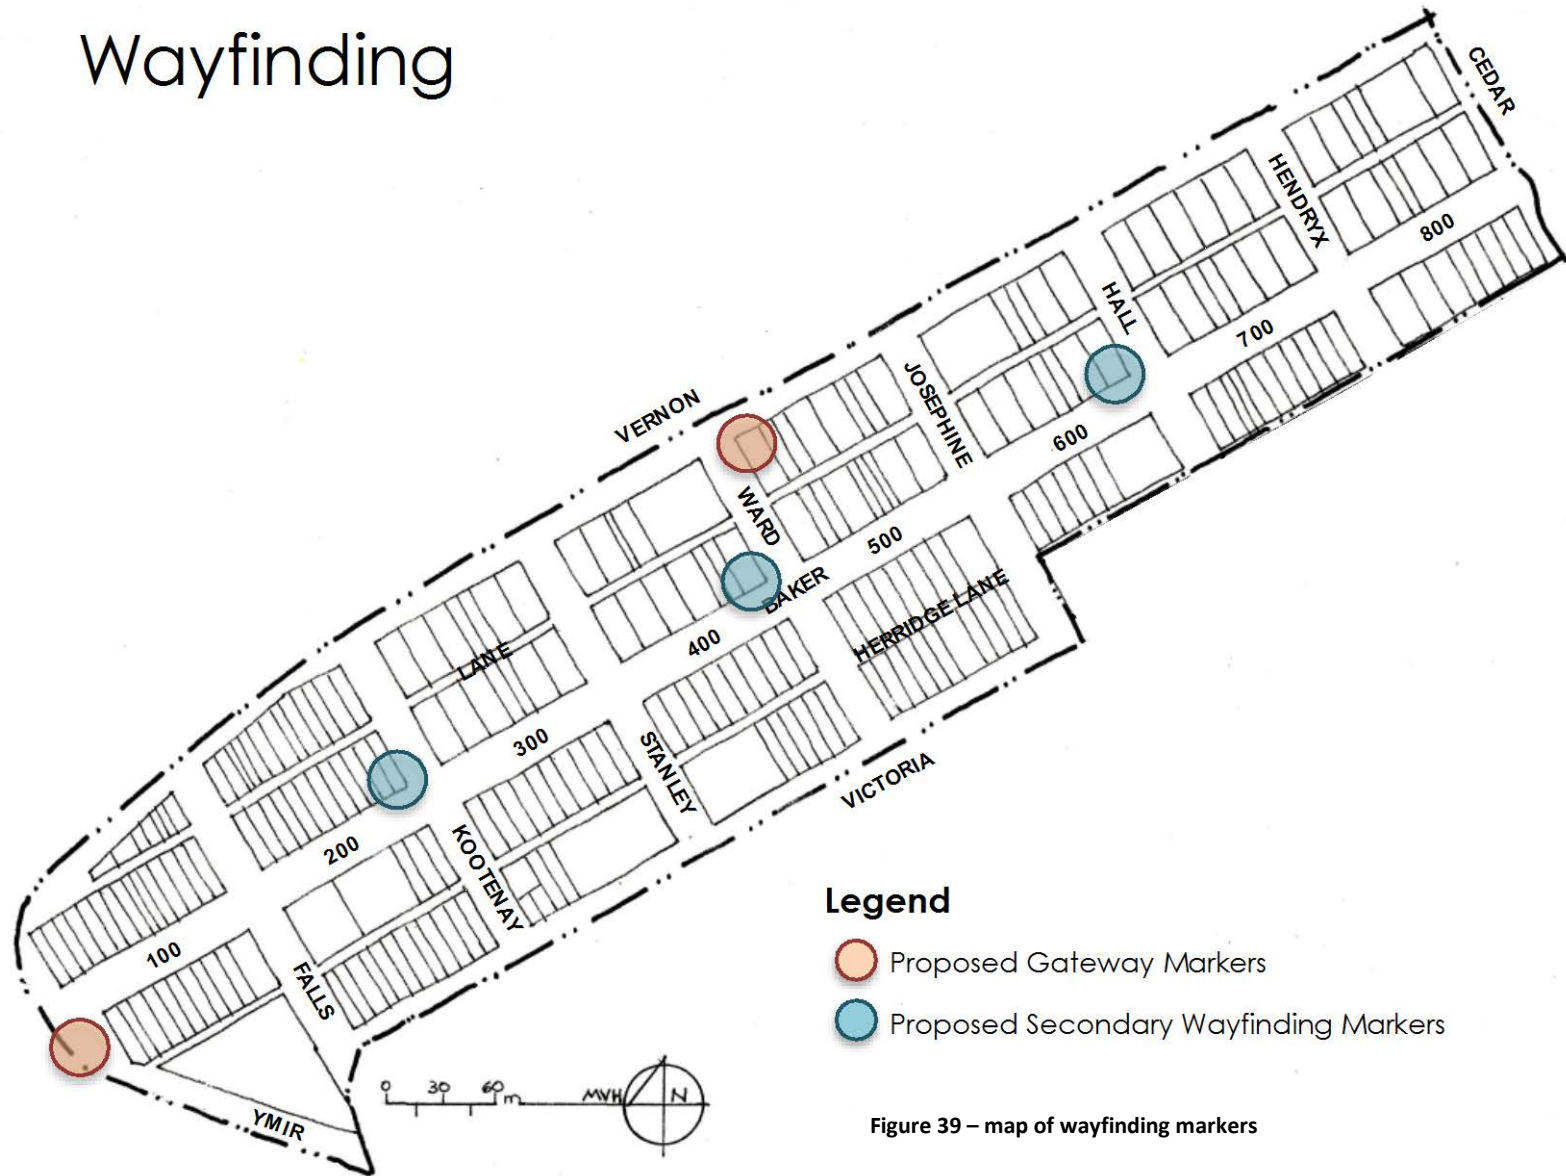 Wayfinding
CEDAR
HENDRYX
800
HALL
700
VERNON
JOSEPHINE
600
WARD
500
BAKER
HERRIDGE LANE
400
LANE
300
STANLEY
VICTORIA
200
KOOTENAY
100
FALLS
YMIR
Legend
Proposed Gateway Markers
Proposed Secondary Wayfinding Markers
0 30 60 m
MVH N
Figure 39 – map of wayfinding markers